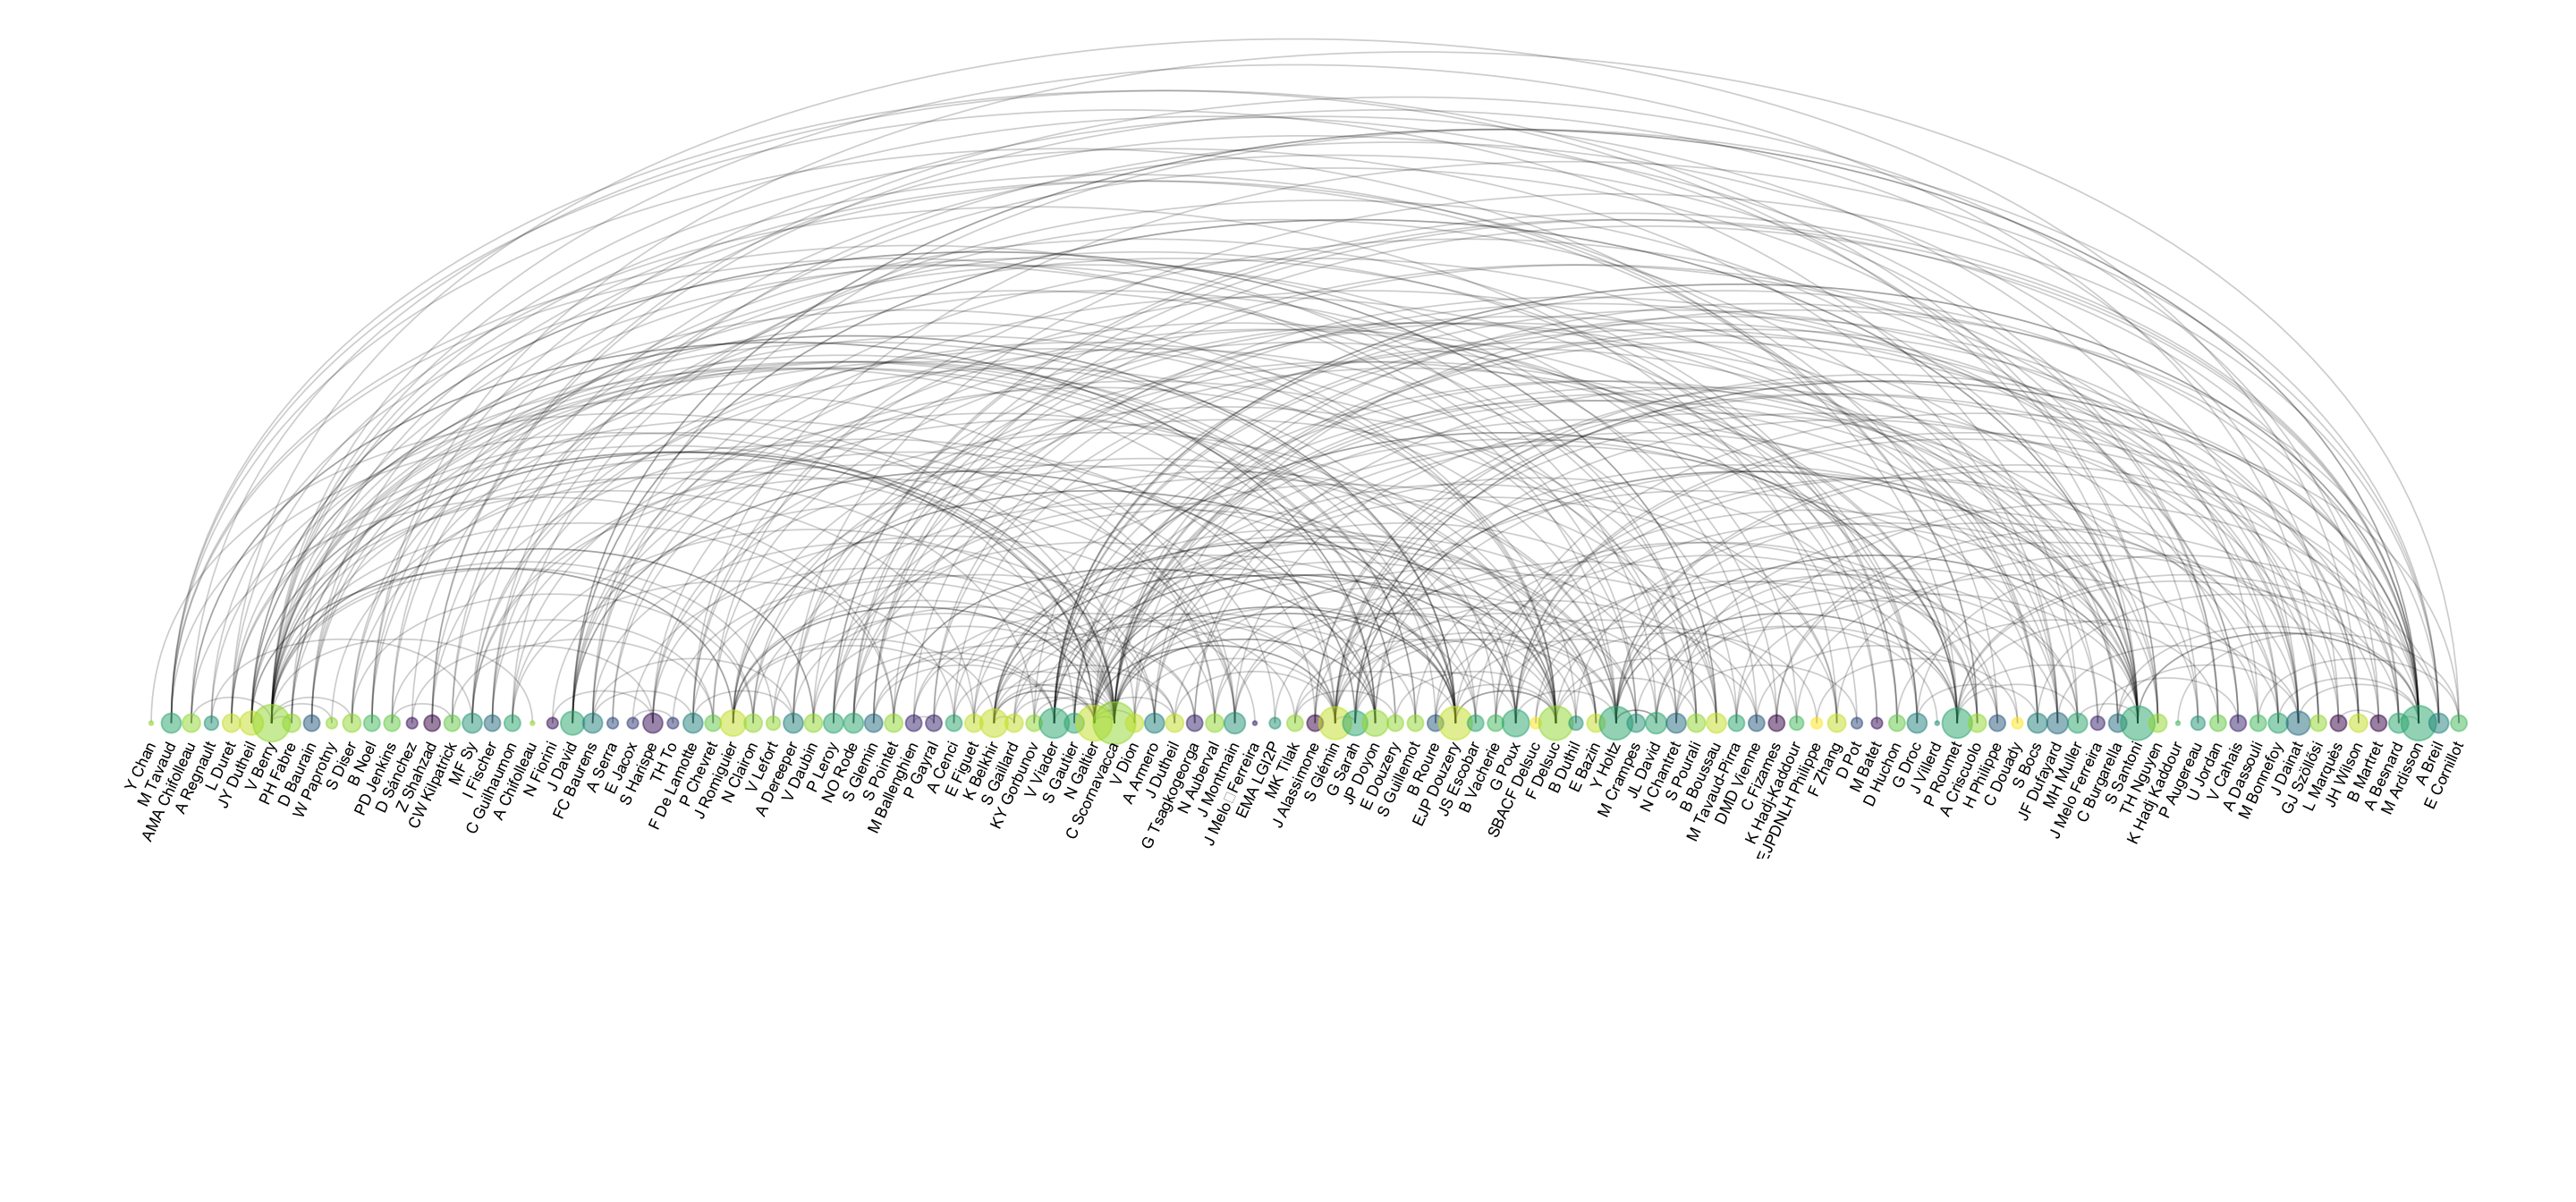 Y Chan
M Tavaud
AMA Chifolleau
A Regnault
L Duret
JY Dutheil
V Berry
PH Fabre
D Baurain
W Paprotny
S Diser
B Noel
PD Jenkins
D Sánchez
Z Shahzad
CW Kilpatrick
MF Sy
I Fischer
C Guilhaumon
A Chifolleau
N Fiorini
J David
FC Baurens
A Serra
E Jacox
S Harispe
TH To
F De Lamotte
P Chevret
J Romiguier
N Clairon
V Lefort
A Dereeper
V Daubin
P Leroy
NO Rode
S Glemin
S Pointet
M Ballenghien
P Gayral
A Cenci
E Figuet
K Belkhir
S Gaillard
KY Gorbunov
V Viader
S Gautier
N Galtier
C Scornavacca
V Dion
A Armero
J Dutheil
G Tsagkogeorga
N Auberval
J Montmain
J Melo□Ferreira
EMA LGI2P
MK Tilak
J Alassimone
S Glémin
G Sarah
JP Doyon
E Douzery
S Guillemot
B Roure
EJP Douzery
JS Escobar
B Vacherie
G Poux
SBACF Delsuc
F Delsuc
B Duthil
E Bazin
Y Holtz
M Crampes
JL David
N Chantret
S Pourali
B Boussau
M Tavaud-Pirra
DMD Vienne
C Fizames
K Hadj-Kaddour
EJPDNLH Philippe
F Zhang
D Pot
M Batet
D Huchon
G Droc
J Villerd
P Roumet
A Criscuolo
H Philippe
C Douady
S Bocs
JF Dufayard
MH Muller
J Melo Ferreira
C Burgarella
S Santoni
TH Nguyen
K Hadj Kaddour
P Augereau
U Jordan
V Cahais
A Dassouli
M Bonnefoy
J Dainat
GJ Szöllősi
L Marquès
JH Wilson
B Martret
A Besnard
M Ardisson
A Breil
E Cornillot